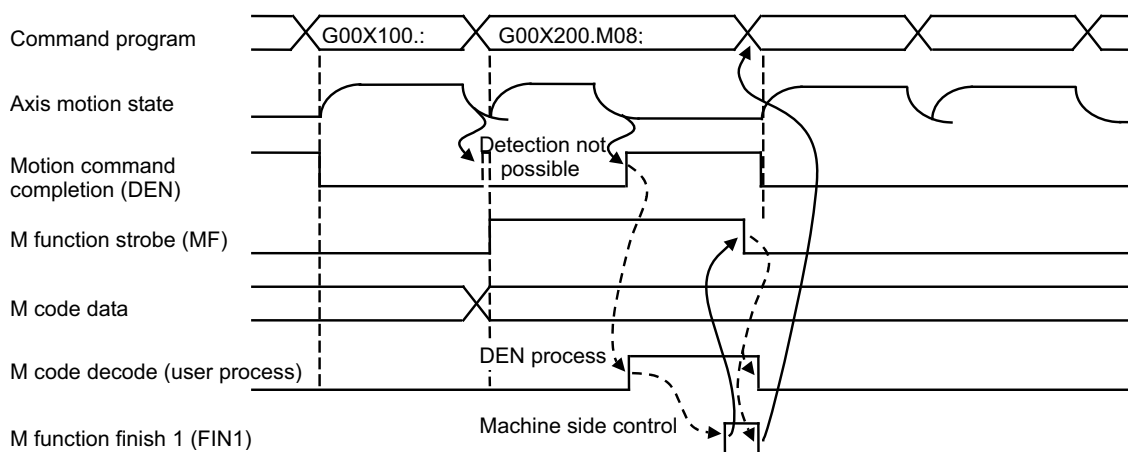 Command program
G00X100.:
G00X200.M08;
Axis motion state
Detection not
possible
Motion command
completion (DEN)
M function strobe (MF)
M code data
DEN process
M code decode (user process)
Machine side control
M function finish 1 (FIN1)